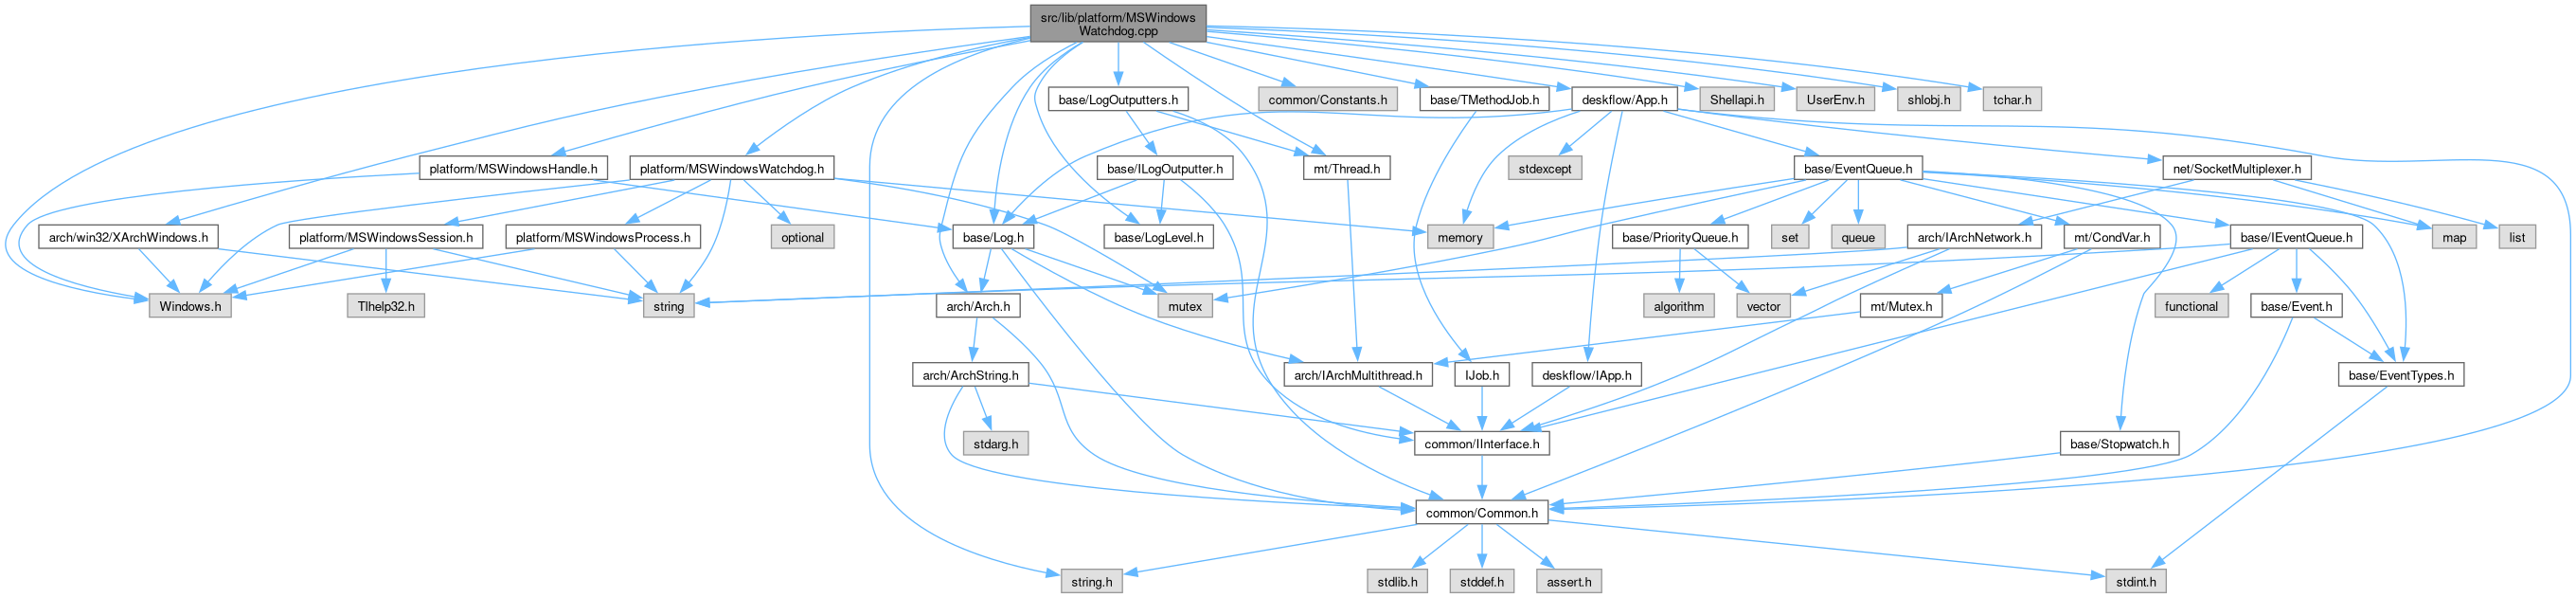 src/lib/platform/MSWindows
Watchdog.cpp
base/LogOutputters.h
common/Constants.h
base/TMethodJob.h
deskflow/App.h
Shellapi.h
UserEnv.h
shlobj.h
tchar.h
platform/MSWindowsHandle.h
platform/MSWindowsWatchdog.h
base/ILogOutputter.h
mt/Thread.h
stdexcept
base/EventQueue.h
net/SocketMultiplexer.h
arch/win32/XArchWindows.h
platform/MSWindowsSession.h
platform/MSWindowsProcess.h
optional
base/Log.h
base/LogLevel.h
memory
base/PriorityQueue.h
set
queue
arch/IArchNetwork.h
mt/CondVar.h
base/IEventQueue.h
map
list
Windows.h
Tlhelp32.h
string
arch/Arch.h
mutex
algorithm
vector
mt/Mutex.h
functional
base/Event.h
arch/ArchString.h
arch/IArchMultithread.h
IJob.h
deskflow/IApp.h
base/EventTypes.h
stdarg.h
common/IInterface.h
base/Stopwatch.h
common/Common.h
string.h
stdlib.h
stddef.h
assert.h
stdint.h